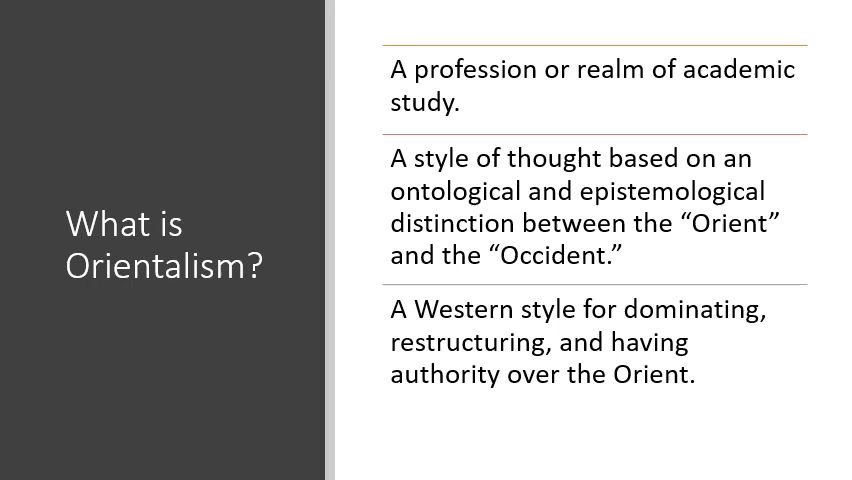 What is
Orientalism?
A profession or realm of academic
study.
A style of thought based on an
ontological and epistemological
distinction between the “Orient”
and the “Occident.”
A Western style for dominating,
restructuring, and having
authority over the Orient.